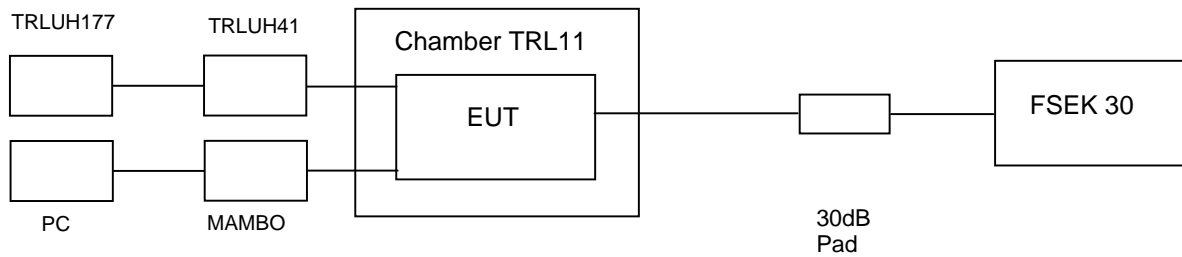 TRLUH177
TRLUH41
Chamber TRL11
EUT
FSEK 30
PC
MAMBO
30dB
Pad